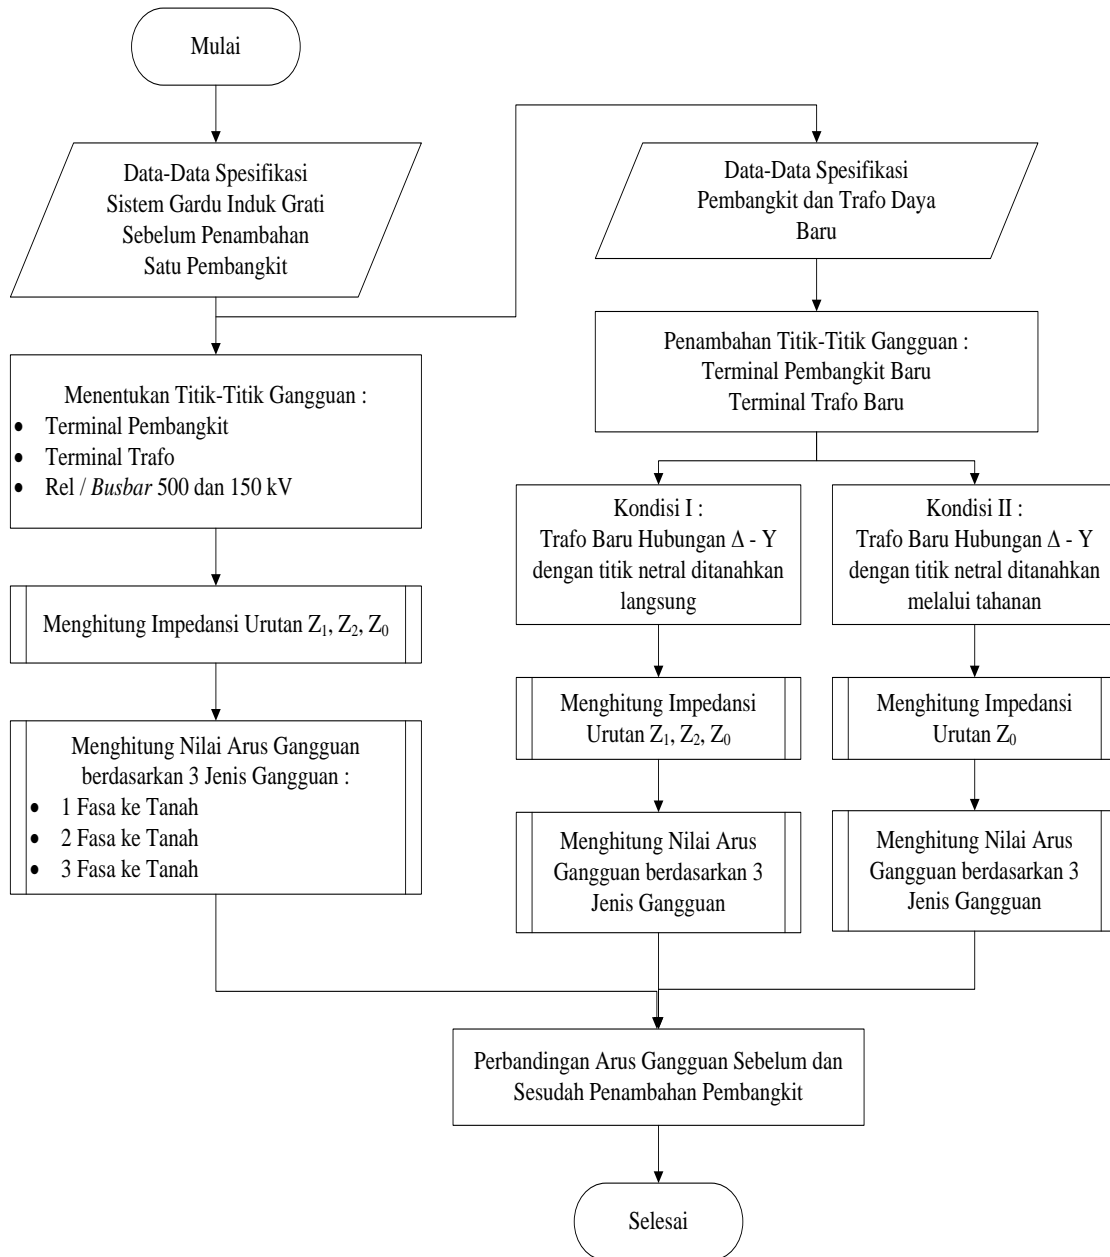 Mulai
Data-Data Spesifikasi
Sistem Gardu Induk Grati
Sebelum Penambahan
Satu Pembangkit
Menentukan Titik-Titik Gangguan :
• Terminal Pembangkit
• Terminal Trafo
• Rel / Busbar 500 dan 150 kV
Menghitung Impedansi Urutan Z1, Z2, Z0
Menghitung Nilai Arus Gangguan
berdasarkan 3 Jenis Gangguan :
• 1 Fasa ke Tanah
• 2 Fasa ke Tanah
• 3 Fasa ke Tanah
Data-Data Spesifikasi
Pembangkit dan Trafo Daya
Baru
Penambahan Titik-Titik Gangguan :
Terminal Pembangkit Baru
Terminal Trafo Baru
Kondisi I :
Trafo Baru Hubungan Δ - Y
dengan titik netral ditanahkan
langsung
Menghitung Impedansi
Urutan Z1, Z2, Z0
Menghitung Nilai Arus
Gangguan berdasarkan 3
Jenis Gangguan
Kondisi II :
Trafo Baru Hubungan Δ - Y
dengan titik netral ditanahkan
melalui tahanan
Menghitung Impedansi
Urutan Z0
Menghitung Nilai Arus
Gangguan berdasarkan 3
Jenis Gangguan
Perbandingan Arus Gangguan Sebelum dan
Sesudah Penambahan Pembangkit
Selesai